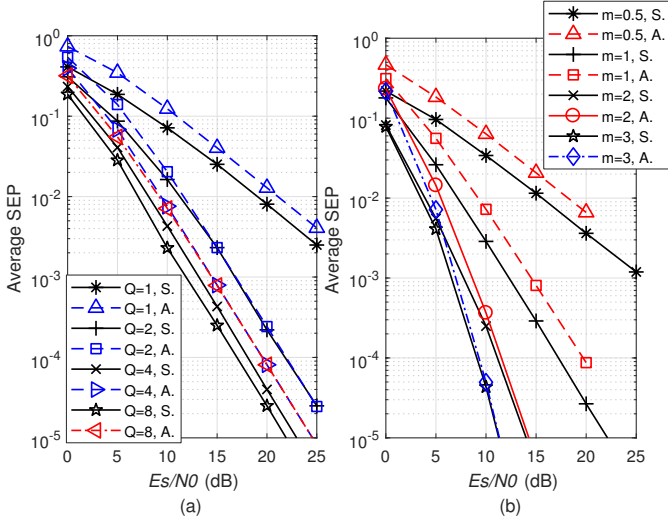 m=0.5, S.
m=0.5, A.
m=1, S.
m=1, A.
m=2, S.
m=2, A.
m=3, S.
m=3, A.
10^0
10^-1
10^-2
10^-3
10^-4
10^-5
Average SEP
Q=1, S.
Q=1, A.
Q=2, S.
Q=2, A.
Q=4, S.
Q=4, A.
Q=8, S.
Q=8, A.
0 5 10 15 20 25
Es/N0 (dB)
(a)
10^0
10^-1
10^-2
10^-3
10^-4
10^-5
Average SEP
0 5 10 15 20 25
Es/N0 (dB)
(b)